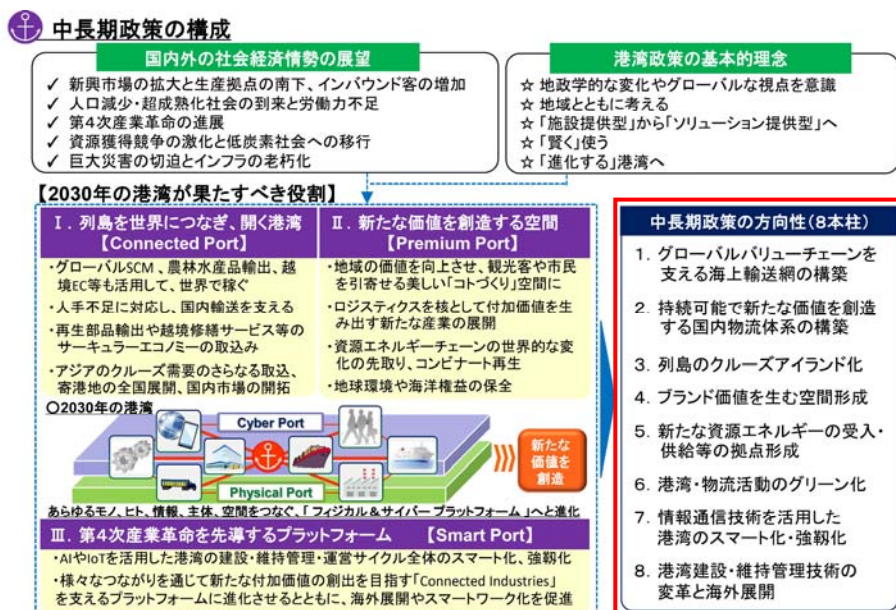 中長期政策の構成
国内外の社会経済情勢の展望
✓ 新興市場の拡大と生産拠点の南下、インバウンド客の増加
✓ 人口減少・超成熟化社会の到来と労働力不足
✓ 第4次産業革命の進展
✓ 資源獲得競争の激化と低炭素社会への移行
✓ 巨大災害の切迫とインフラの老朽化
港湾政策の基本的理念
☆ 地政学的な変化やグローバルな視点を意識
☆ 地域とともに考える
☆「施設提供型」から「ソリューション提供型」へ
☆「賢く」使う
☆「進化する」港湾へ
【2030年の港湾が果たすべき役割】
Ⅰ．列島を世界につなぎ、開く港湾
【Connected Port】
・グローバルSCM、農林水産品輸出、越
境EC等も活用して、世界で稼ぐ
・人手不足に対応し、国内輸送を支える
・再生部品輸出や越境修繕サービス等の
サーキュラーエコノミーの取込み
・アジアのクルーズ需要のさらなる取込、
寄港地の全国展開、国内市場の開拓
Ⅱ．新たな価値を創造する空間
【Premium Port】
・地域の価値を向上させ、観光客や市民
を引寄せる美しい「コトづくり」空間に
・ロジスティクスを核として付加価値を生
み出す新たな産業の展開
・資源エネルギーチェーンの世界的な変
化の先取り、コンビナート再生
・地球環境や海洋権益の保全
〇2030年の港湾
Cyber Port
Physical Port
新たな
価値を
創造
あらゆるモノ、ヒト、情報、主体、空間をつなぐ、「フィジカル＆サイバー プラットフォーム」へと進化
Ⅲ．第4次産業革命を先導するプラットフォーム 【Smart Port】
・AIやIoTを活用した港湾の建設・維持管理・運営サイクル全体のスマート化、強靱化
・様々なつながりを通じて新たな付加価値の創出を目指す「Connected Industries」
を支えるプラットフォームに進化させるとともに、海外展開やスマートワーク化を促進
中長期政策の方向性（8本柱）
1．グローバルバリューチェーンを
支える海上輸送網の構築
2．持続可能で新たな価値を創造
する国内物流体系の構築
3．列島のクルーズアイランド化
4．ブランド価値を生む空間形成
5．新たな資源エネルギーの受入・
供給等の拠点形成
6．港湾・物流活動のグリーン化
7．情報通信技術を活用した
港湾のスマート化・強靱化
8．港湾建設・維持管理技術の
変革と海外展開